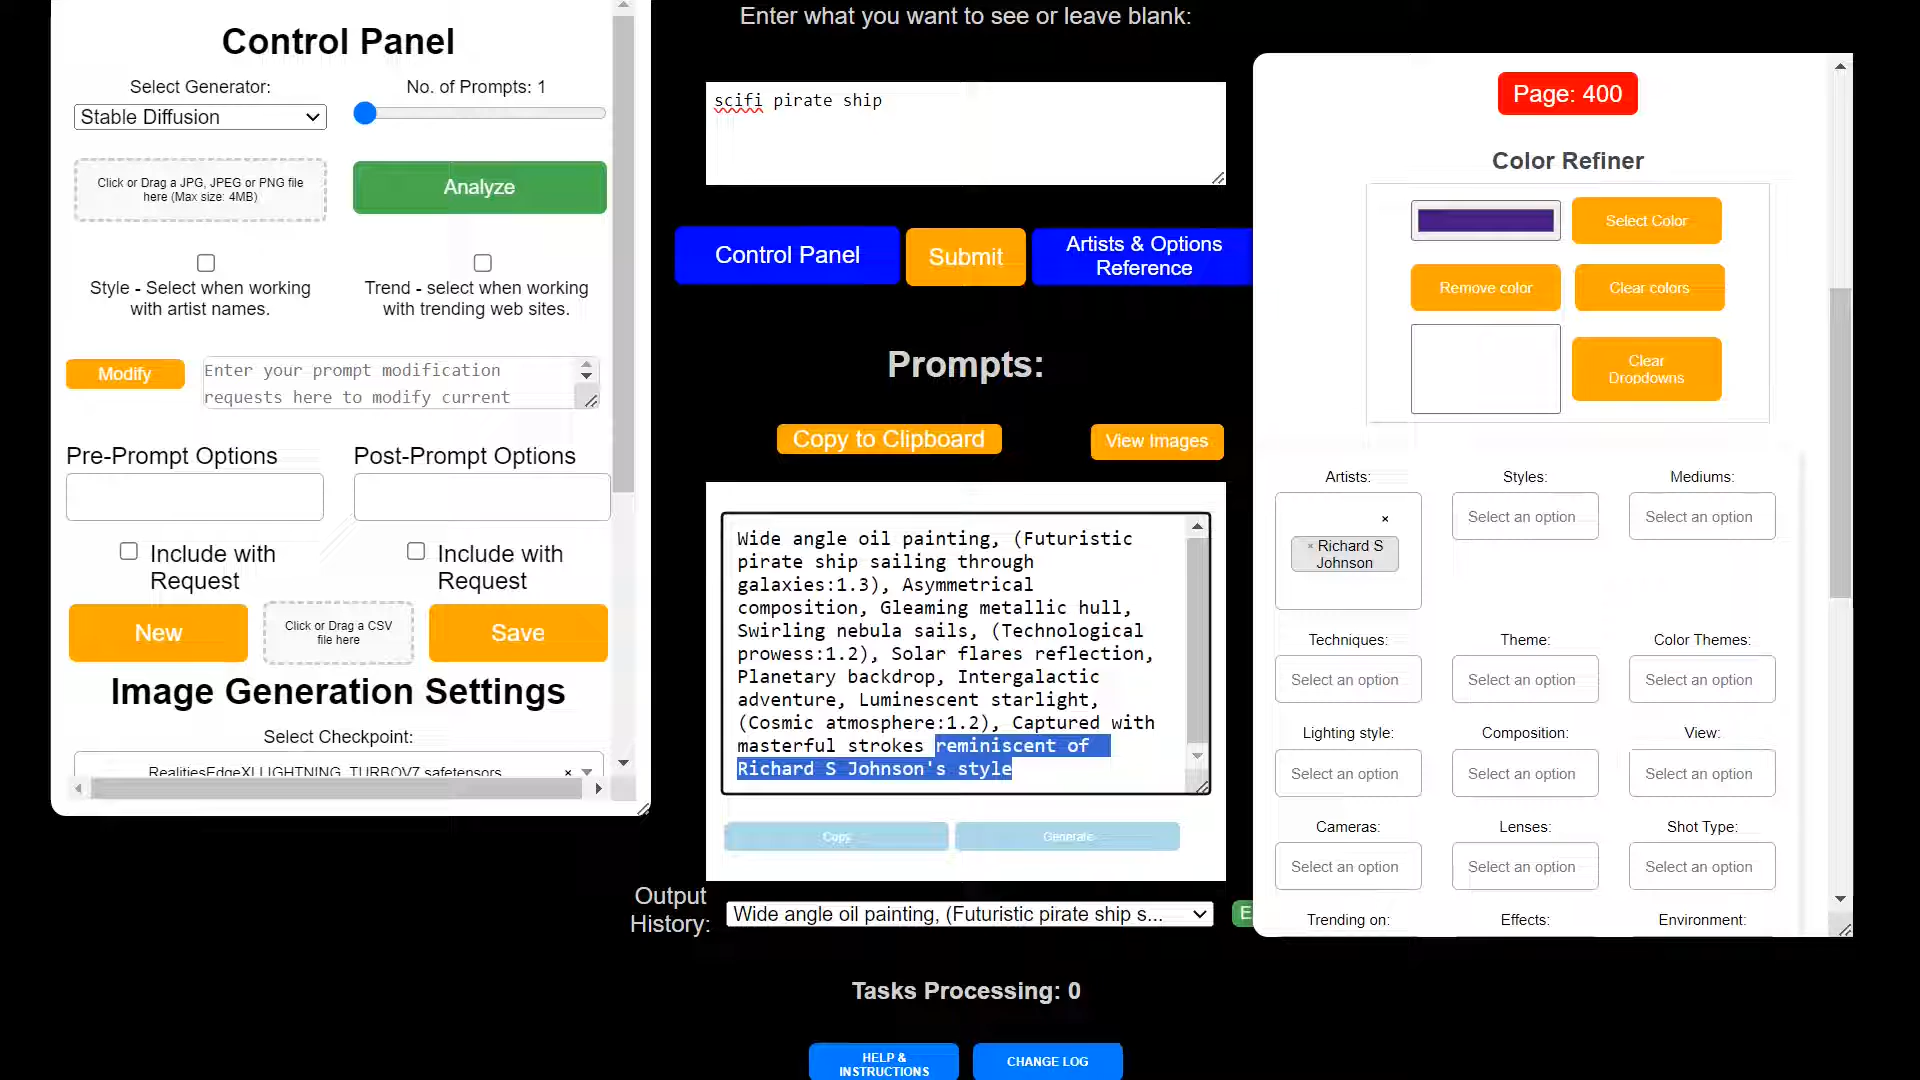 Control Panel
Select Generator:
No. of Prompts: 1
Stable Diffusion
Click or Drag a JPG, JPEG or PNG file
here (Max size: 4MB)
Analyze
Style - Select when working
with artist names.
Trend - select when working
with trending web sites.
Modify
Enter your prompt modification
requests here to modify current
Pre-Prompt Options
Post-Prompt Options
Include with
Request
Include with
Request
New
Click or Drag a CSV
file here
Save
Image Generation Settings
Select Checkpoint:
RealitiesEdgeXLLIGHTNING_TURBOV7.safetensors
×
Enter what you want to see or leave blank:
scifi pirate ship
Control Panel
Submit
Artists & Options
Reference
Prompts:
Copy to Clipboard
View Images
Wide angle oil painting, (Futuristic
pirate ship sailing through
galaxies:1.3), Asymmetrical
composition, Gleaming metallic hull,
Swirling nebula sails, (Technological
prowess:1.2), Solar flares reflection,
Planetary backdrop, Intergalactic
adventure, Luminescent starlight,
(Cosmic atmosphere:1.2), Captured with
masterful strokes reminiscent of
Richard S Johnson's style
Copy
Generate
Output
History:
Wide angle oil painting, (Futuristic pirate ship s...
E
Tasks Processing: 0
HELP &
INSTRUCTIONS
CHANGE LOG
Page: 400
Color Refiner
Select Color
Remove color
Clear colors
Clear
Dropdowns
Artists:
Styles:
Mediums:
×
× Richard S
Johnson
Select an option
Select an option
Techniques:
Theme:
Color Themes:
Select an option
Select an option
Select an option
Lighting style:
Composition:
View:
Select an option
Select an option
Select an option
Cameras:
Lenses:
Shot Type:
Select an option
Select an option
Select an option
Trending on:
Effects:
Environment: